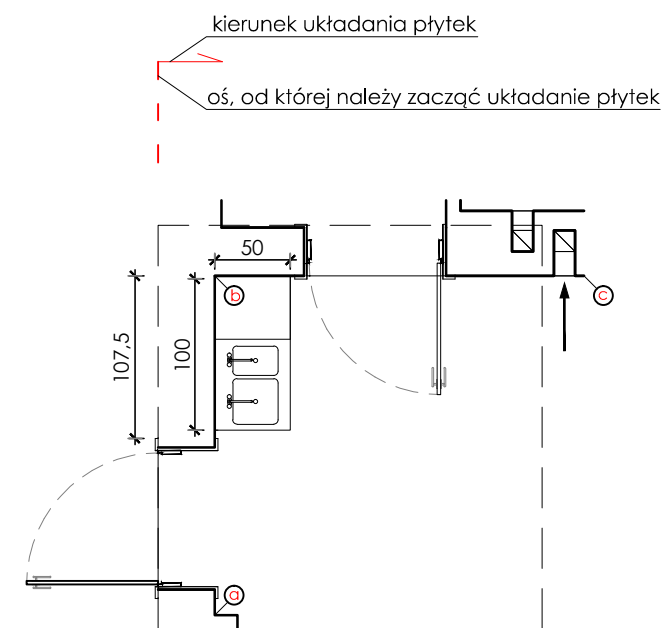 kierunek układania płytek
oś, od której należy zacząć układanie płytek
50
b
c
107,5
100
a